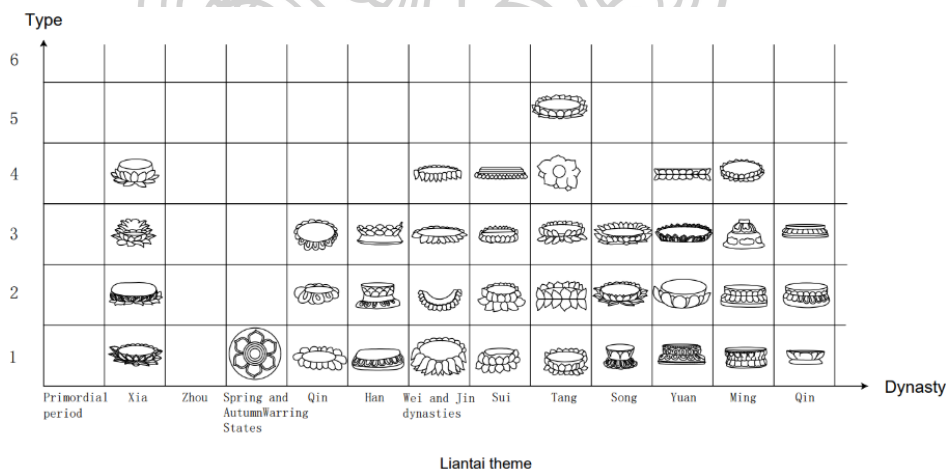 Type
6
5
4
3
2
1
Primordial period
Xia
Zhou
Spring and AutumnWarring States
Qin
Han
Wei and Jin dynasties
Sui
Tang
Song
Yuan
Ming
Qin
Dynasty
Liantai theme